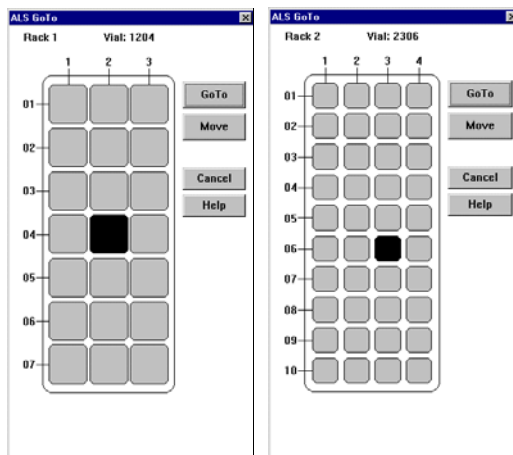 ALS GoTo
Rack 1 Vial: 1204
1 2 3
01
GoTo
Move
02
03
Cancel
Help
04
05
06
07
ALS GoTo
Rack 2 Vial: 2306
1 2 3 4
01
GoTo
02
Move
03
04
Cancel
05
Help
06
07
08
09
10